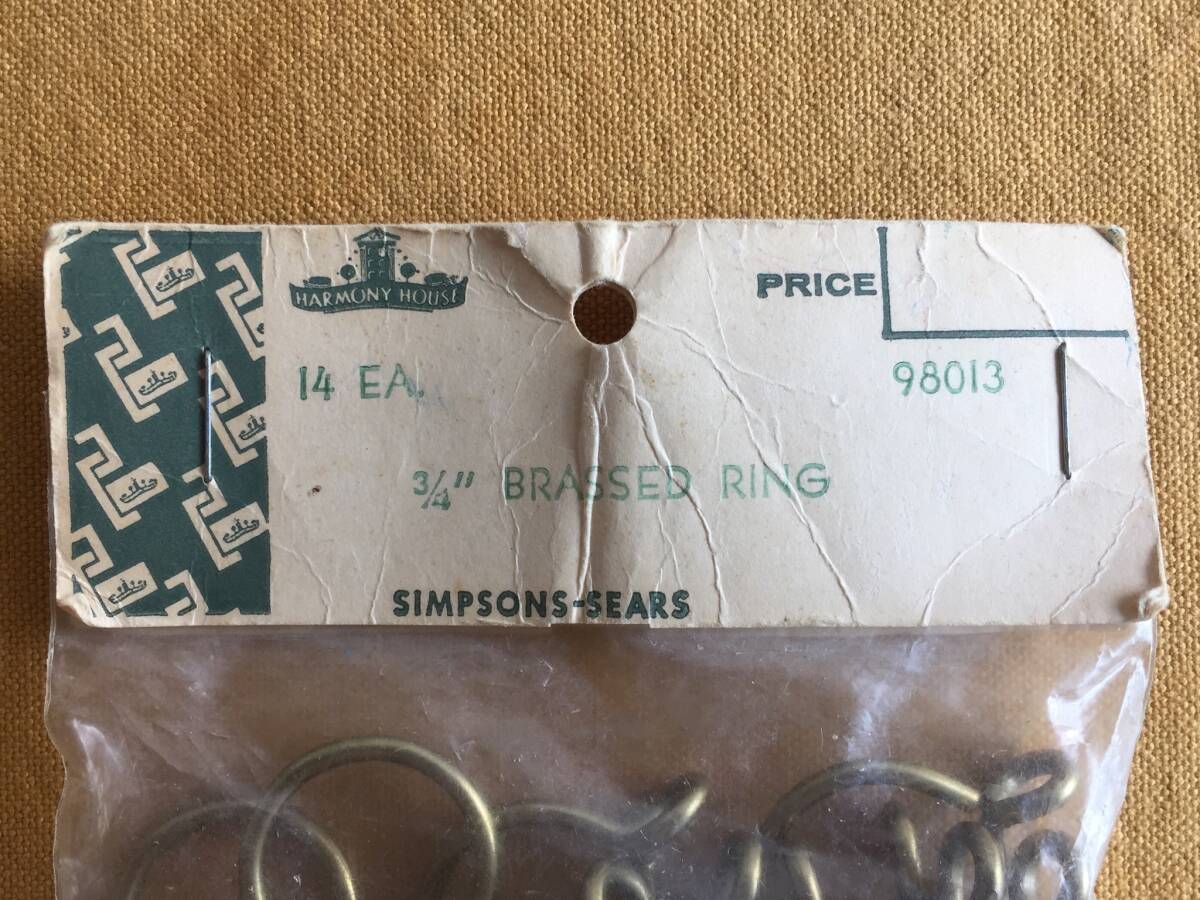 HARMONY HOUSE
PRICE
14 EA.
98013
3/4" BRASSED RING
SIMPSONS-SEARS